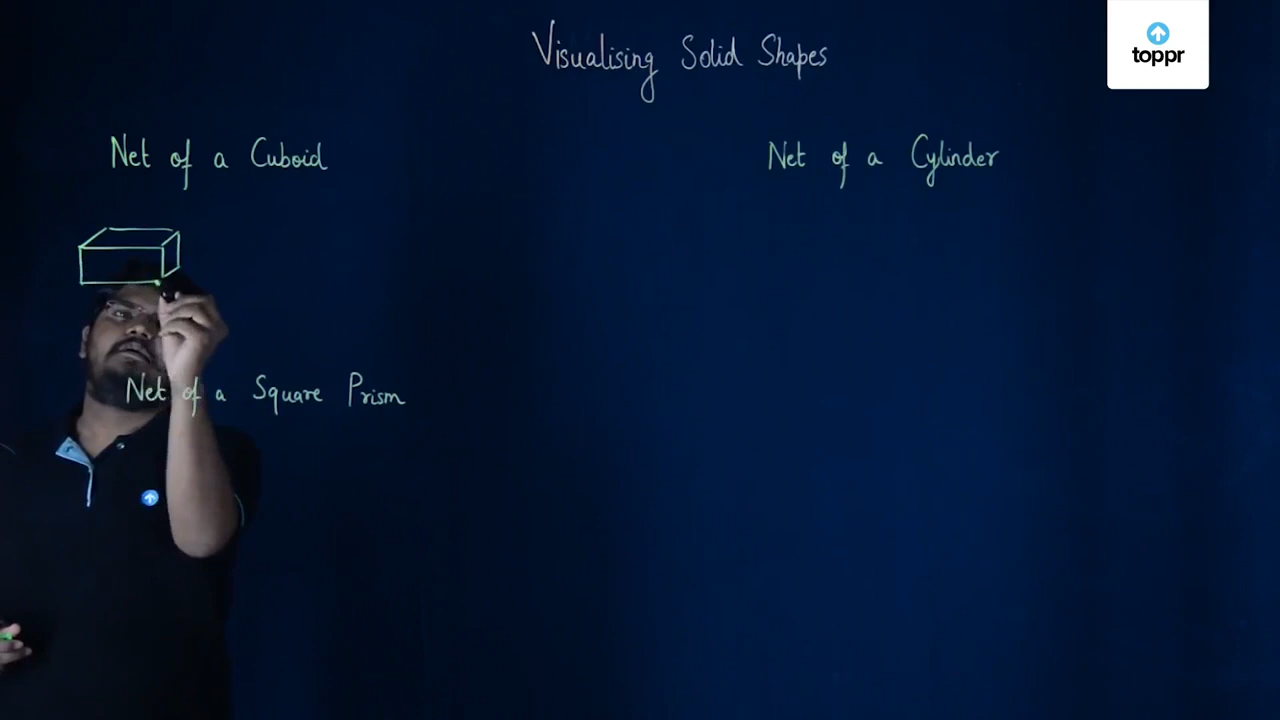 Visualising Solid Shapes
toppr
Net of a Cuboid
Net of a Cylinder
Net of a Square Prism